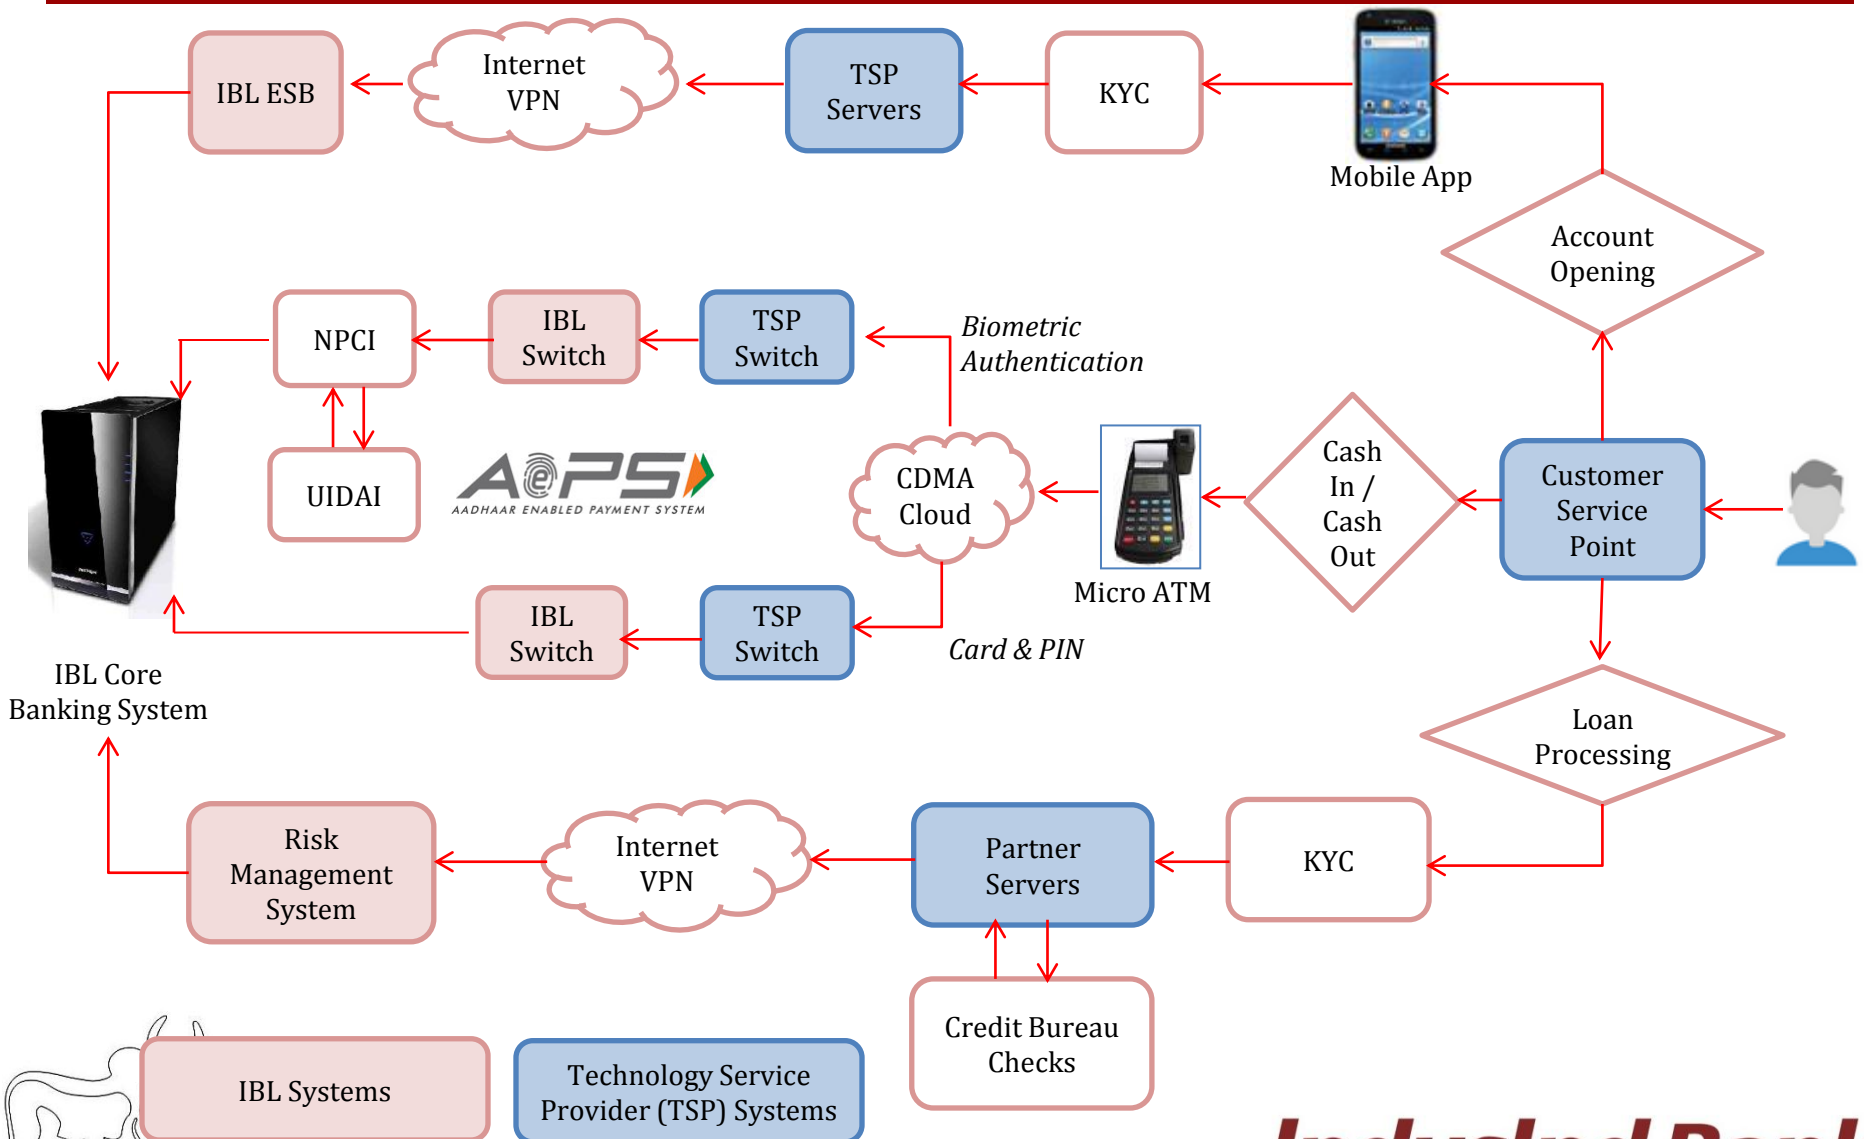 IBL ESB
Internet
VPN
TSP
Servers
KYC
Mobile App
Account
Opening
NPCI
IBL
Switch
TSP
Switch
Biometric
Authentication
UIDAI
AePS
AADHAAR ENABLED PAYMENT SYSTEM
CDMA
Cloud
Micro ATM
Cash
In /
Cash
Out
Customer
Service
Point
IBL
Switch
TSP
Switch
Card & PIN
IBL Core
Banking System
Loan
Processing
Risk
Management
System
Internet
VPN
Partner
Servers
KYC
Credit Bureau
Checks
IBL Systems
Technology Service
Provider (TSP) Systems
IndusInd Bank